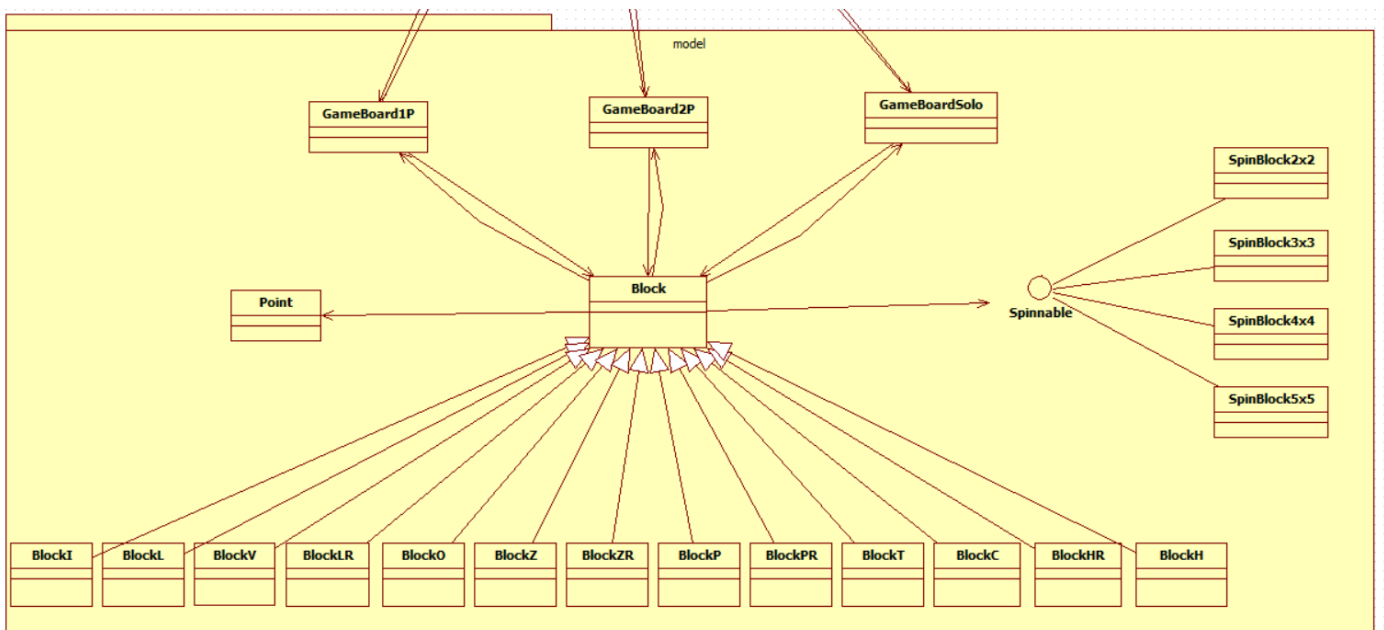 model
GameBoard1P
GameBoard2P
GameBoardSolo
SpinBlock2x2
SpinBlock3x3
Block
Point
Spinnable
SpinBlock4x4
SpinBlock5x5
BlockI
BlockL
BlockV
BlockLR
BlockO
BlockZ
BlockZR
BlockP
BlockPR
BlockT
BlockC
BlockHR
BlockH